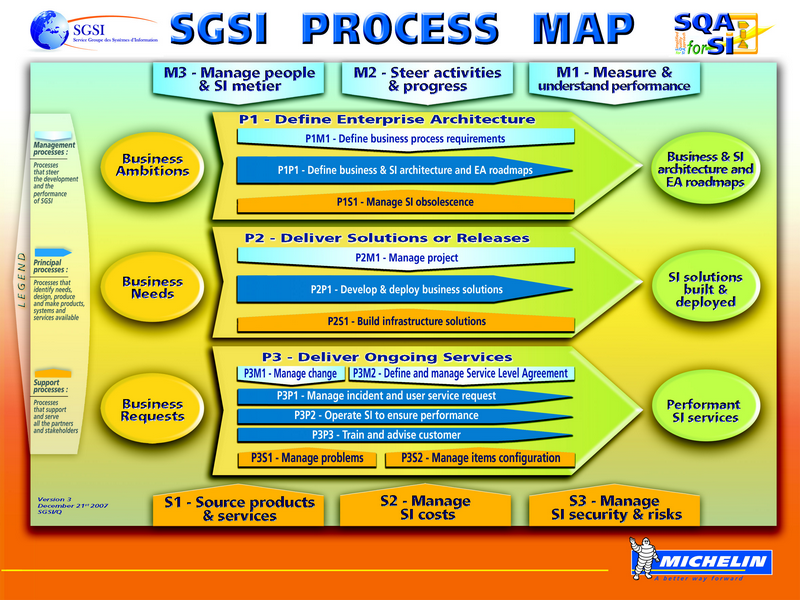 SGSI
Service Groupe des Systèmes d'Information
SGSI PROCESS MAP
SQA
for SI
M3 - Manage people
& SI metier
M2 - Steer activities
& progress
M1 - Measure &
understand performance
LEGEND
Management
processes :
Processes
that steer
the development
and the
performance
of SGSI
Principal
processes :
Processes that
identify needs,
design, produce
and make products,
systems and
services available
Support
processes :
Processes
that support
and serve
all the partners
and stakeholders
Business
Ambitions
P1 - Define Enterprise Architecture
P1M1 - Define business process requirements
P1P1 - Define business & SI architecture and EA roadmaps
P1S1 - Manage SI obsolescence
Business & SI
architecture and
EA roadmaps
Business
Needs
P2 - Deliver Solutions or Releases
P2M1 - Manage project
P2P1 - Develop & deploy business solutions
P2S1 - Build infrastructure solutions
SI solutions
built &
deployed
Business
Requests
P3 - Deliver Ongoing Services
P3M1 - Manage change
P3M2 - Define and manage Service Level Agreement
P3P1 - Manage incident and user service request
P3P2 - Operate SI to ensure performance
P3P3 - Train and advise customer
P3S1 - Manage problems
P3S2 - Manage items configuration
Performant
SI services
Version 3
December 21st 2007
SGSI/Q
S1 - Source products
& services
S2 - Manage
SI costs
S3 - Manage
SI security & risks
MICHELIN
A better way forward